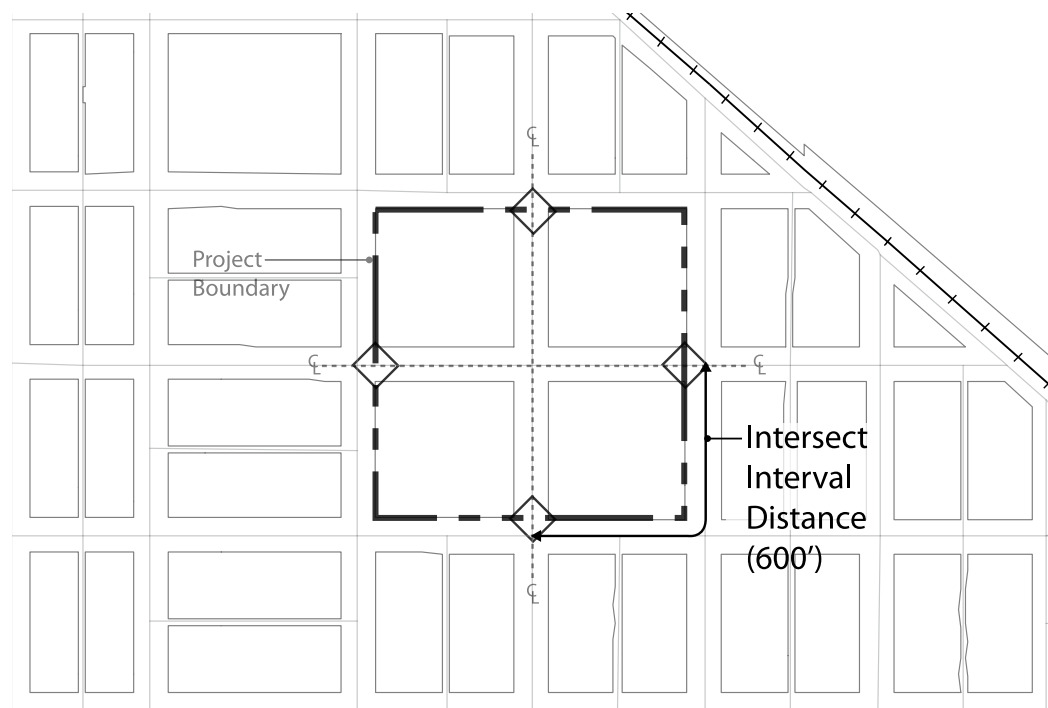 ℄
Project
Boundary
℄
℄
Intersect
Interval
Distance
(600’)
℄